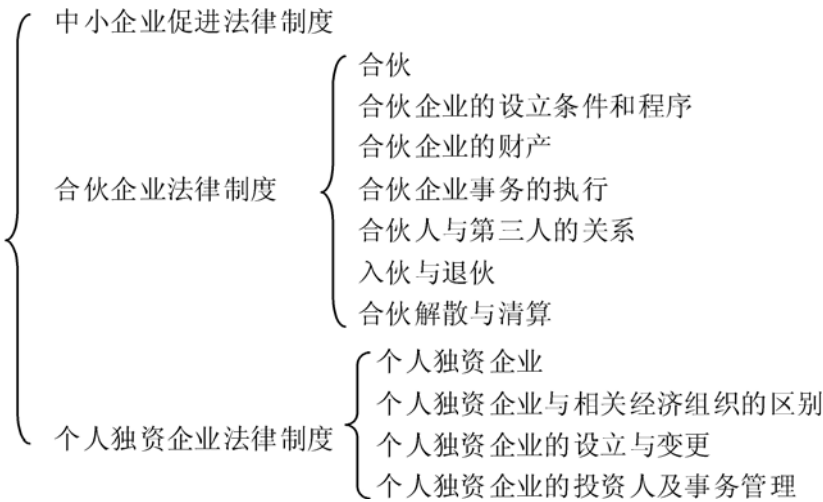 中小企业促进法律制度
合伙企业法律制度
合伙
合伙企业的设立条件和程序
合伙企业的财产
合伙企业事务的执行
合伙人与第三人的关系
入伙与退伙
合伙解散与清算
个人独资企业法律制度
个人独资企业
个人独资企业与相关经济组织的区别
个人独资企业的设立与变更
个人独资企业的投资人及事务管理